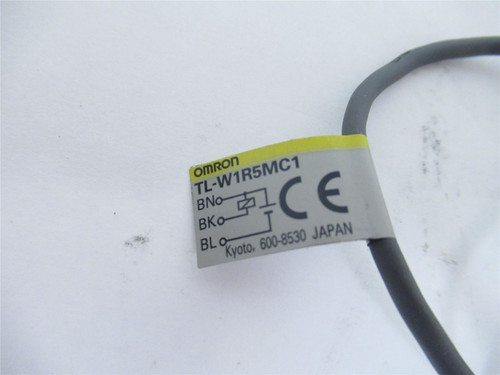 OMRON
TL-W1R5MC1
BN
BK
BL
CE
Kyoto, 600-8530 JAPAN